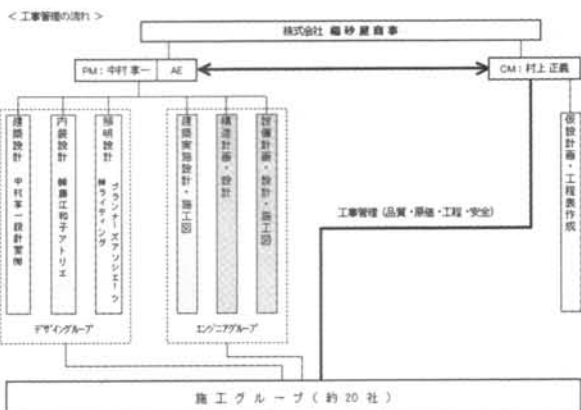 ＜工事管理の流れ＞
株式会社 福砂屋商事
PM：中村享一
AE
CM：村上 正義
建築設計　中村享一設計室㈲
内装設計　㈱藤江和子アトリエ
照明設計　㈱ライティングプランナーズアソシエーツ
建築実施設計・施工図
構造計画・設計
設備計画・設計・施工図
仮設計画・工程表作成
工事管理（品質・原価・工程・安全）
デザイングループ
エンジニアグループ
施工グループ（約20社）